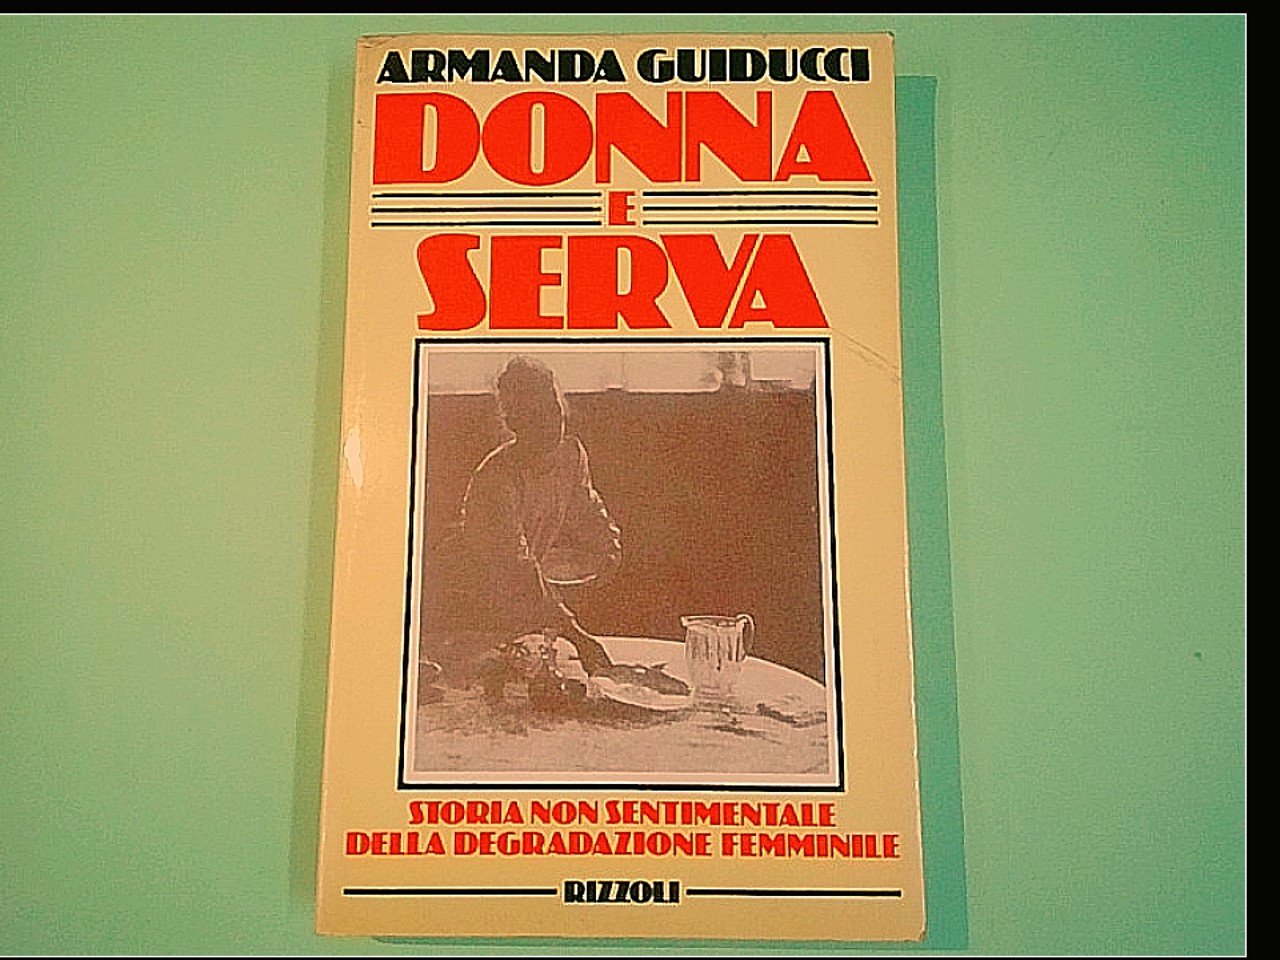 ARMANDA GUIDUCCI
DONNA
E
SERVA
STORIA NON SENTIMENTALE
DELLA DEGRADAZIONE FEMMINILE
RIZZOLI